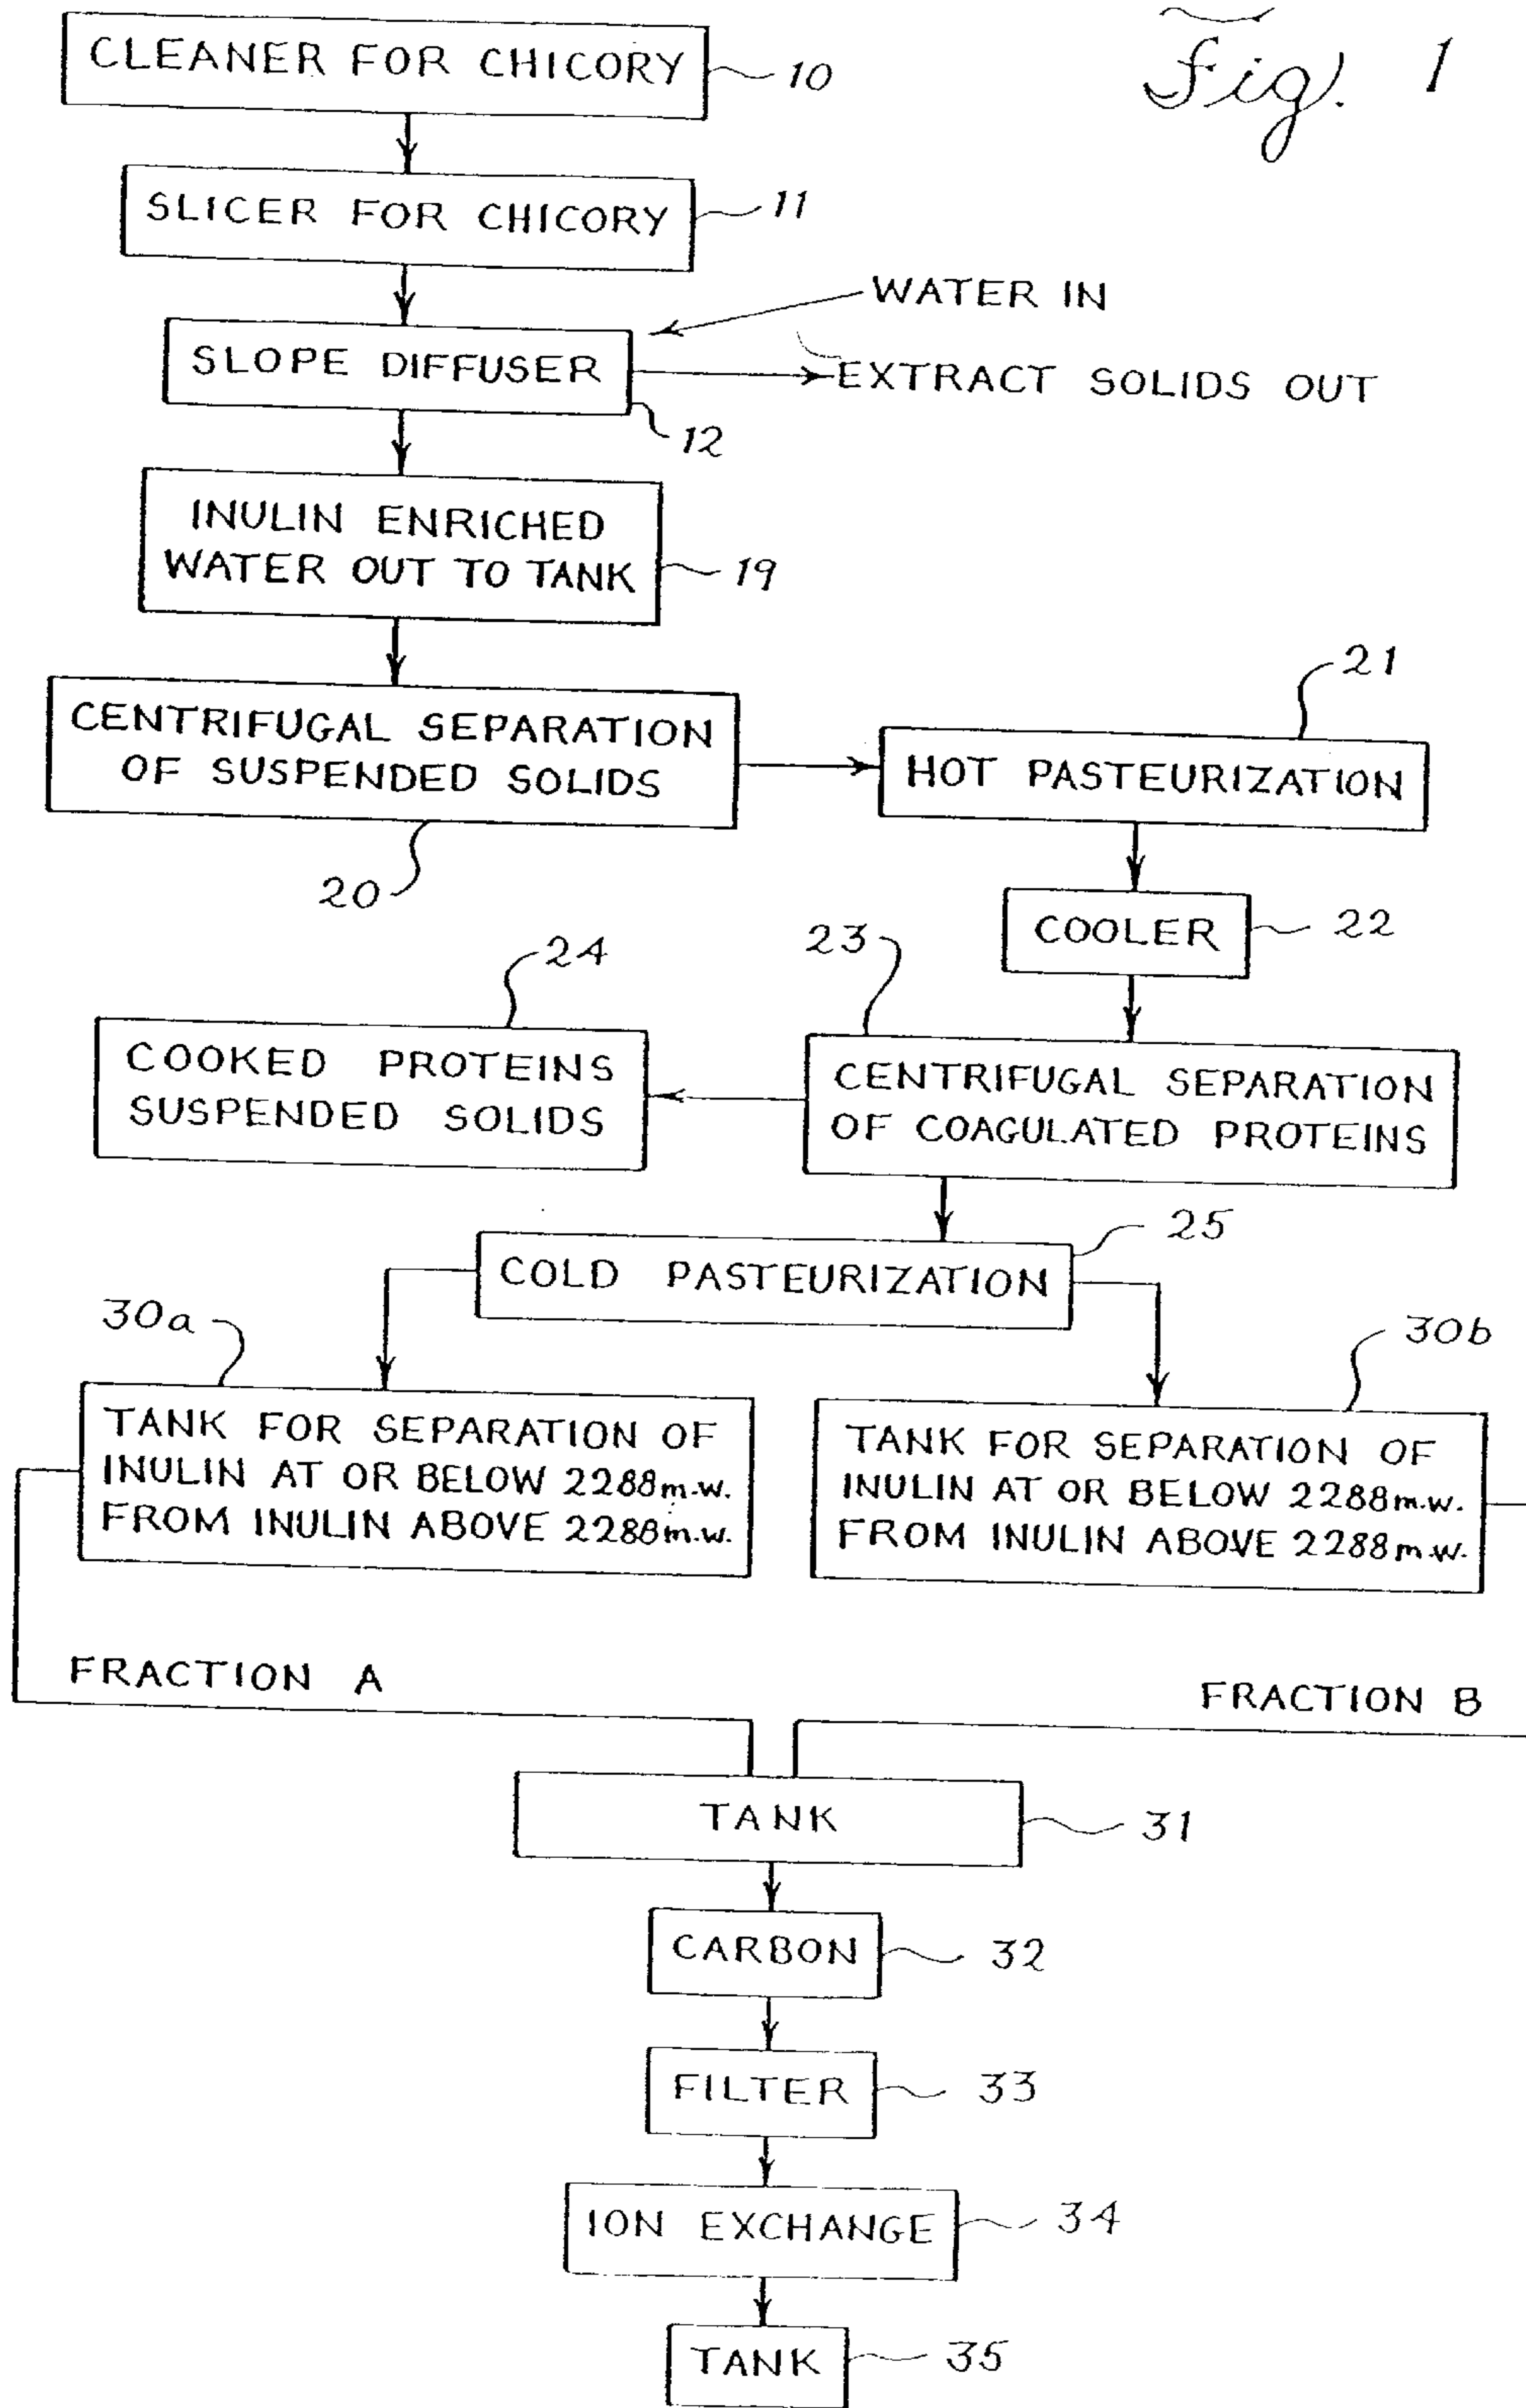 Fig. 1
CLEANER FOR CHICORY
10
SLICER FOR CHICORY
11
WATER IN
SLOPE DIFFUSER
EXTRACT SOLIDS OUT
12
INULIN ENRICHED
WATER OUT TO TANK
19
21
CENTRIFUGAL SEPARATION
OF SUSPENDED SOLIDS
HOT PASTEURIZATION
20
COOLER
22
24
23
COOKED PROTEINS
SUSPENDED SOLIDS
CENTRIFUGAL SEPARATION
OF COAGULATED PROTEINS
25
COLD PASTEURIZATION
30a
30b
TANK FOR SEPARATION OF
INULIN AT OR BELOW 2288 m.w.
FROM INULIN ABOVE 2288 m.w.
TANK FOR SEPARATION OF
INULIN AT OR BELOW 2288 m.w.
FROM INULIN ABOVE 2288 m.w.
FRACTION A
FRACTION B
TANK
31
CARBON
32
FILTER
33
ION EXCHANGE
34
TANK
35